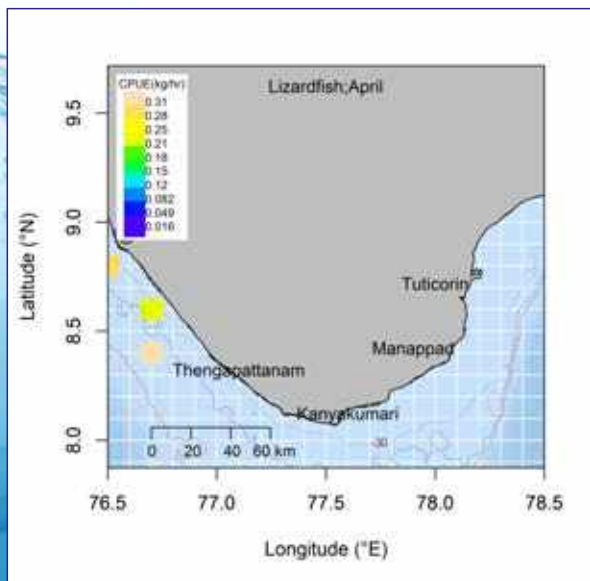 Lizardfish;April
CPUE(kg/hr)
0.31
0.28
0.25
0.21
0.18
0.15
0.12
0.082
0.049
0.016
9.5
9.0
8.5
8.0
Latitude (°N)
Tuticorin
Manappad
Thengapattanam
Kanyakumari
-30
0 20 40 60 km
76.5 77.0 77.5 78.0 78.5
Longitude (°E)